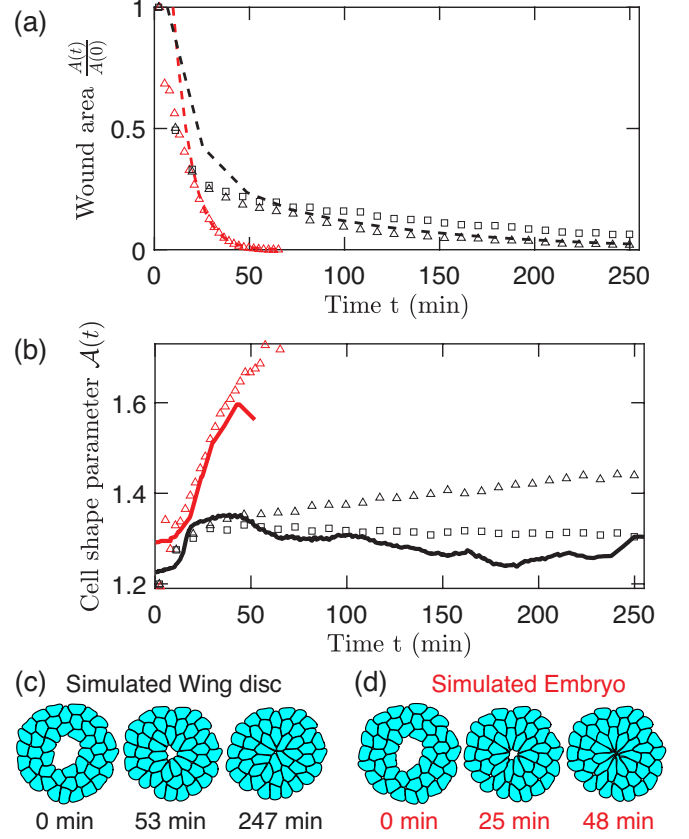 (a)
Wound area A(t)/A(0)
1
0.5
0
0 50 100 150 200 250
Time t (min)
(b)
Cell shape parameter 𝒜(t)
1.6
1.4
1.2
0 50 100 150 200 250
Time t (min)
(c) Simulated Wing disc
0 min 53 min 247 min
(d) Simulated Embryo
0 min 25 min 48 min